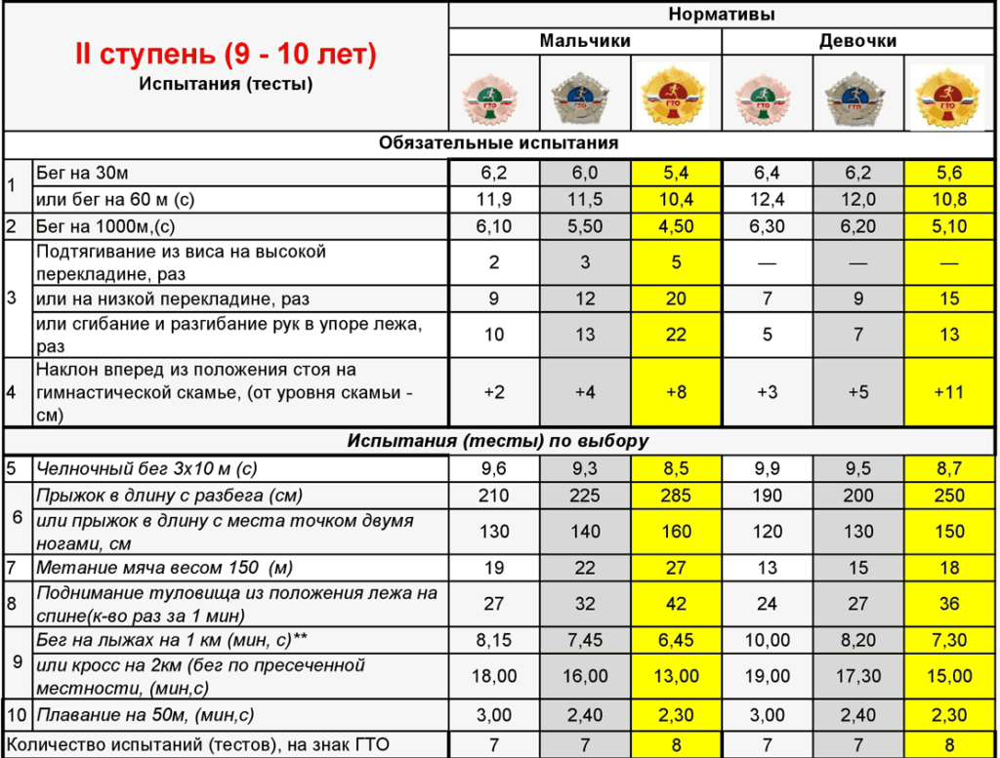 II ступень (9 - 10 лет)
Испытания (тесты)
Нормативы
Мальчики Девочки
ГТО ГТО ГТО ГТО ГТО ГТО
Обязательные испытания
1 Бег на 30м 6,2 6,0 5,4 6,4 6,2 5,6
или бег на 60 м (с) 11,9 11,5 10,4 12,4 12,0 10,8
2 Бег на 1000м,(с) 6,10 5,50 4,50 6,30 6,20 5,10
3 Подтягивание из виса на высокой
перекладине, раз 2 3 5 — — —
или на низкой перекладине, раз 9 12 20 7 9 15
или сгибание и разгибание рук в упоре лежа,
раз 10 13 22 5 7 13
4 Наклон вперед из положения стоя на
гимнастической скамье, (от уровня скамьи -
см) +2 +4 +8 +3 +5 +11
Испытания (тесты) по выбору
5 Челночный бег 3х10 м (с) 9,6 9,3 8,5 9,9 9,5 8,7
6 Прыжок в длину с разбега (см) 210 225 285 190 200 250
или прыжок в длину с места точком двумя
ногами, см 130 140 160 120 130 150
7 Метание мяча весом 150 (м) 19 22 27 13 15 18
8 Поднимание туловища из положения лежа на
спине(к-во раз за 1 мин) 27 32 42 24 27 36
9 Бег на лыжах на 1 км (мин, с)** 8,15 7,45 6,45 10,00 8,20 7,30
или кросс на 2км (бег по пресеченной
местности, (мин,с) 18,00 16,00 13,00 19,00 17,30 15,00
10 Плавание на 50м, (мин,с) 3,00 2,40 2,30 3,00 2,40 2,30
Количество испытаний (тестов), на знак ГТО 7 7 8 7 7 8